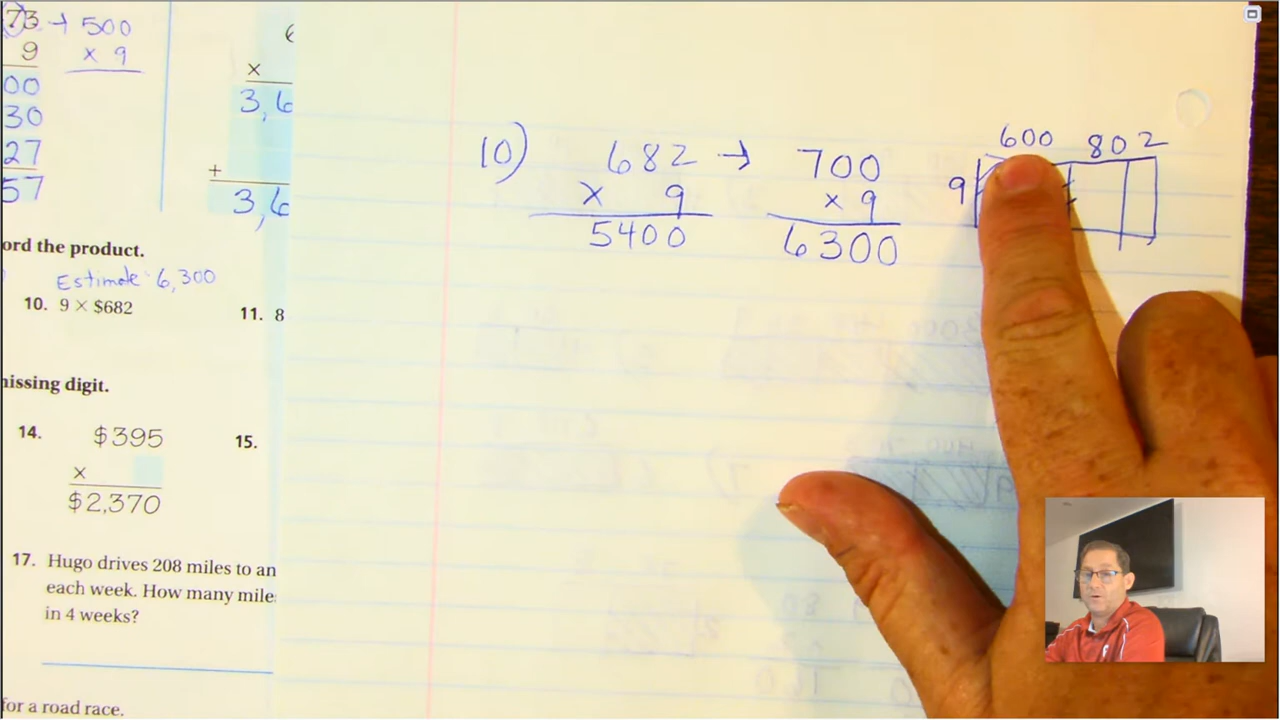 73 → 500
9 × 9
00
30
27
57
×
3,6
+
3,6
ord the product.
Estimate: 6,300
10. 9 × $682
11. 8
nissing digit.
14. $395
×
$2,370
15.
17. Hugo drives 208 miles to an
each week. How many mile
in 4 weeks?
for a road race.
10) 682 → 700
× 9 × 9
5400 6300
600 80 2
9